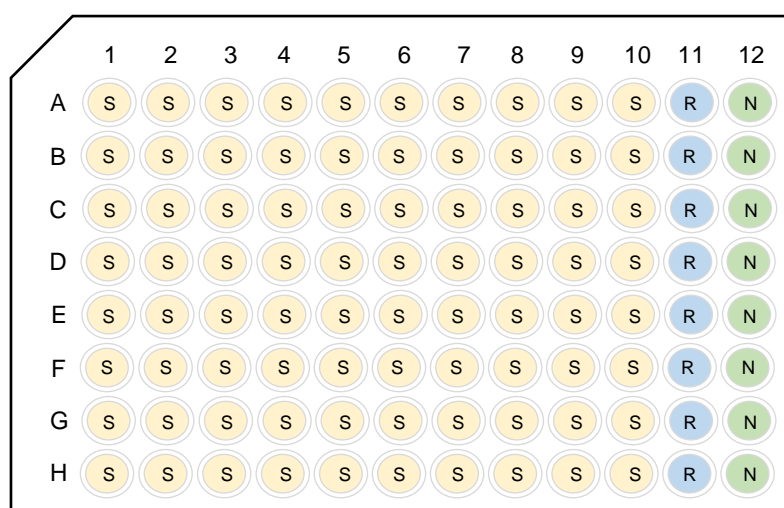 1 2 3 4 5 6 7 8 9 10 11 12
A S S S S S S S S S S R N
B S S S S S S S S S S R N
C S S S S S S S S S S R N
D S S S S S S S S S S R N
E S S S S S S S S S S R N
F S S S S S S S S S S R N
G S S S S S S S S S S R N
H S S S S S S S S S S R N